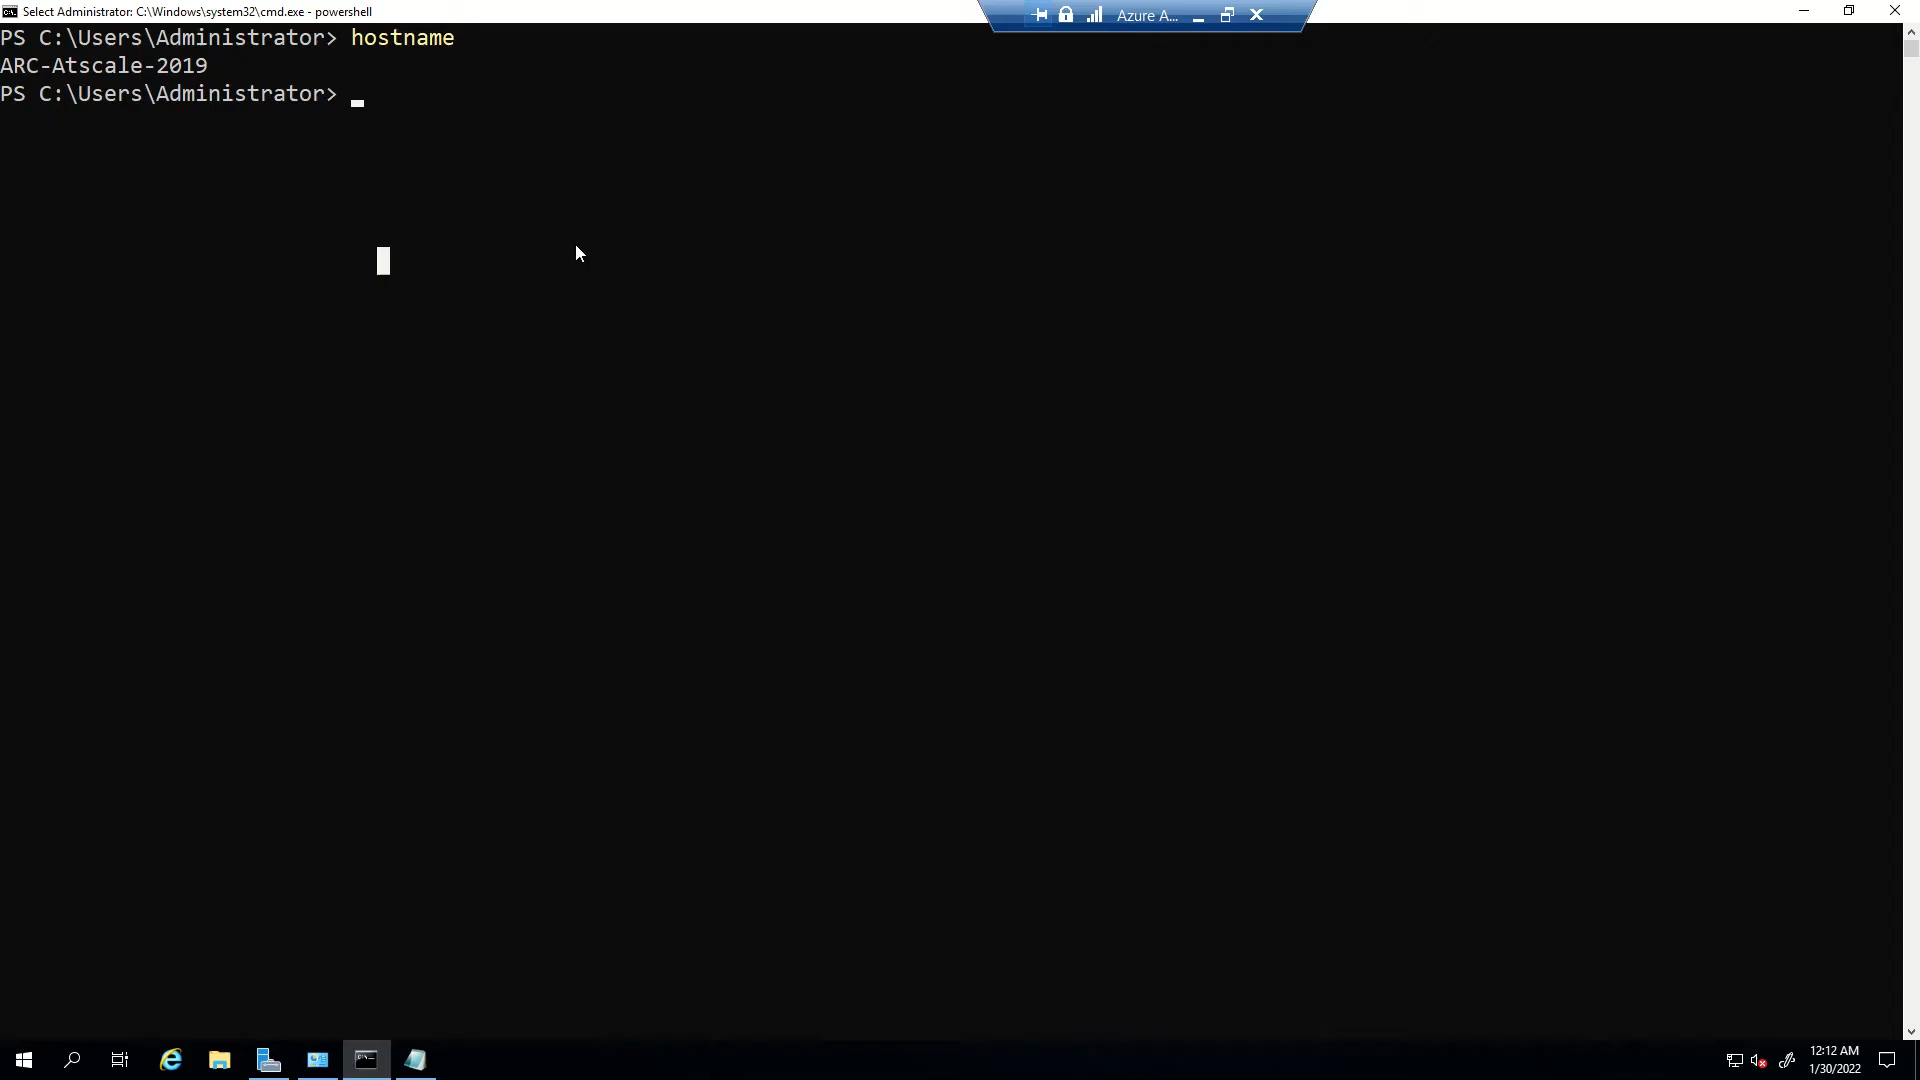 Select Administrator: C:\Windows\system32\cmd.exe - powershell
Azure A...
PS C:\Users\Administrator> hostname
ARC-Atscale-2019
PS C:\Users\Administrator>
12:12 AM
1/30/2022